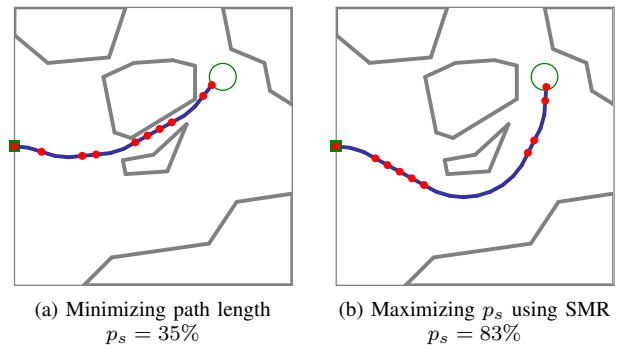 (a) Minimizing path length
p_s = 35%
(b) Maximizing p_s using SMR
p_s = 83%